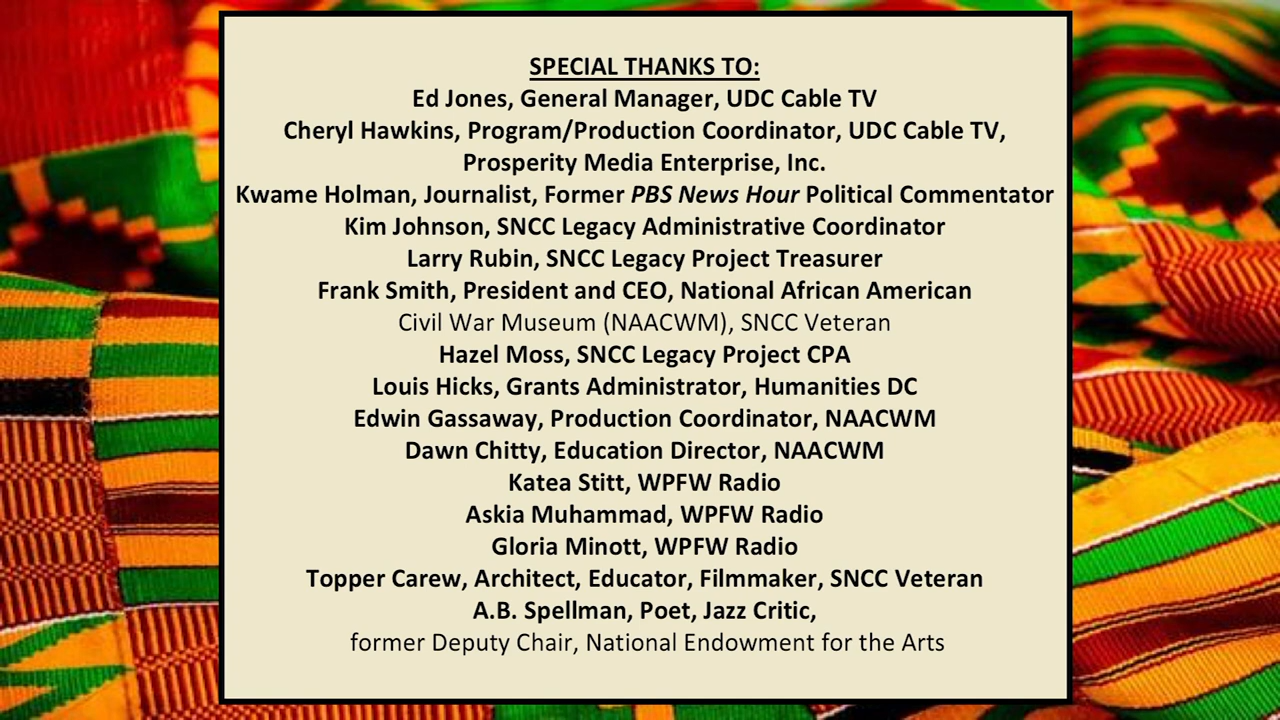 SPECIAL THANKS TO:
Ed Jones, General Manager, UDC Cable TV
Cheryl Hawkins, Program/Production Coordinator, UDC Cable TV,
Prosperity Media Enterprise, Inc.
Kwame Holman, Journalist, Former PBS News Hour Political Commentator
Kim Johnson, SNCC Legacy Administrative Coordinator
Larry Rubin, SNCC Legacy Project Treasurer
Frank Smith, President and CEO, National African American
Civil War Museum (NAACWM), SNCC Veteran
Hazel Moss, SNCC Legacy Project CPA
Louis Hicks, Grants Administrator, Humanities DC
Edwin Gassaway, Production Coordinator, NAACWM
Dawn Chitty, Education Director, NAACWM
Katea Stitt, WPFW Radio
Askia Muhammad, WPFW Radio
Gloria Minott, WPFW Radio
Topper Carew, Architect, Educator, Filmmaker, SNCC Veteran
A.B. Spellman, Poet, Jazz Critic,
former Deputy Chair, National Endowment for the Arts